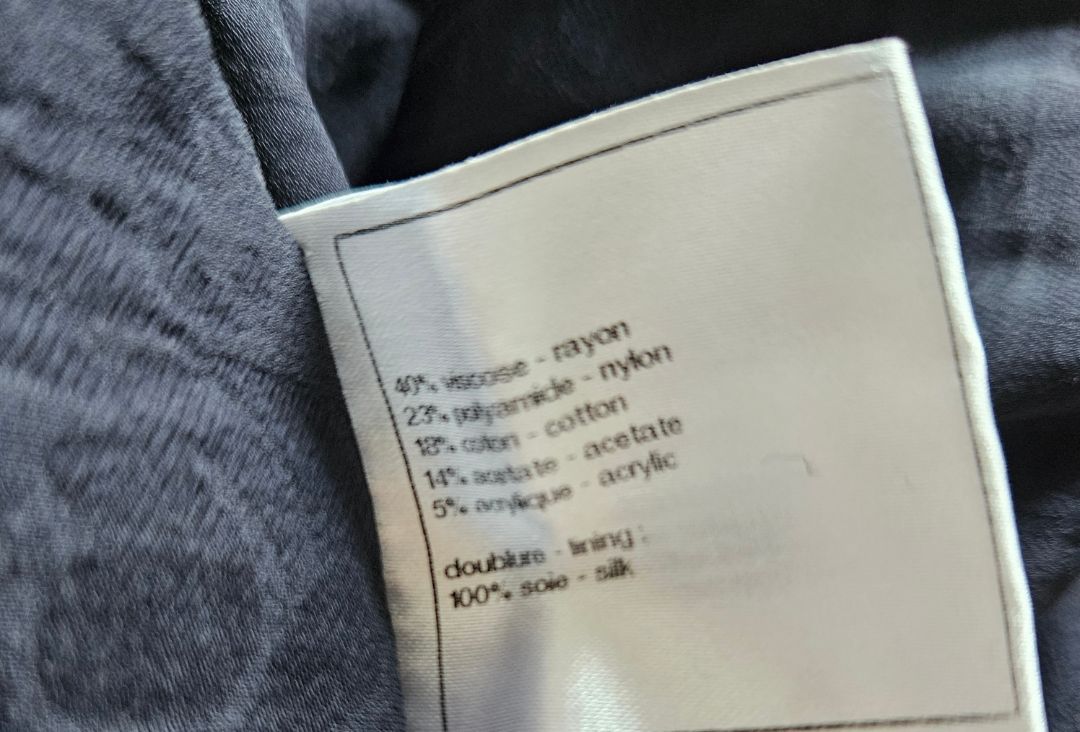 40% viscose - rayon
23% polyamide - nylon
18% coton - cotton
14% acetate - acetate
5% acrylique - acrylic
doublure - lining :
100% soie - silk